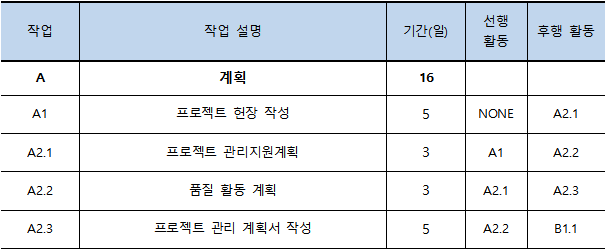 작업 작업 설명 기간(일) 선행 활동 후행 활동
A 계획 16
A1 프로젝트 헌장 작성 5 NONE A2.1
A2.1 프로젝트 관리지원계획 3 A1 A2.2
A2.2 품질 활동 계획 3 A2.1 A2.3
A2.3 프로젝트 관리 계획서 작성 5 A2.2 B1.1